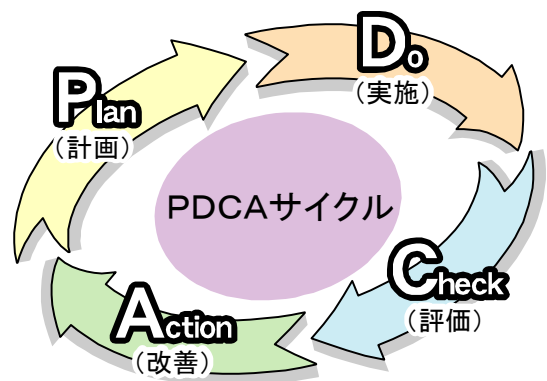 Plan
(計画)
Do
(実施)
PDCAサイクル
Check
(評価)
Action
(改善)